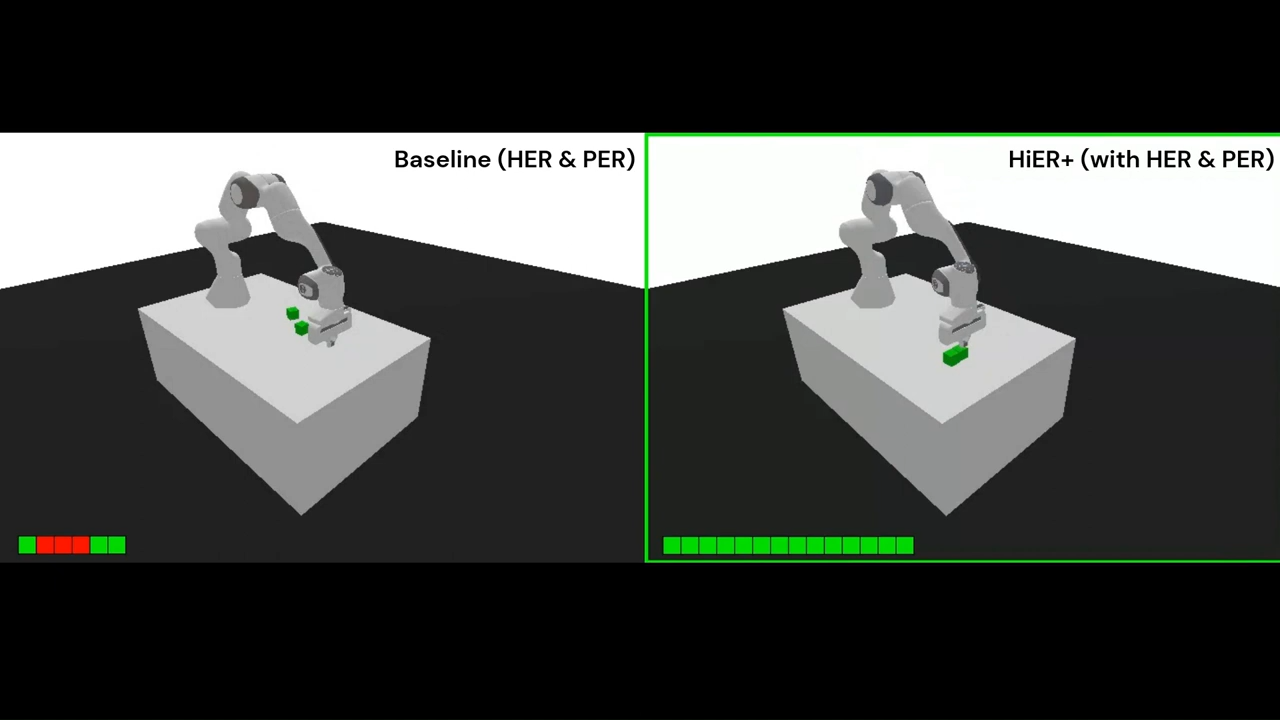 Baseline (HER & PER)
HiER+ (with HER & PER)